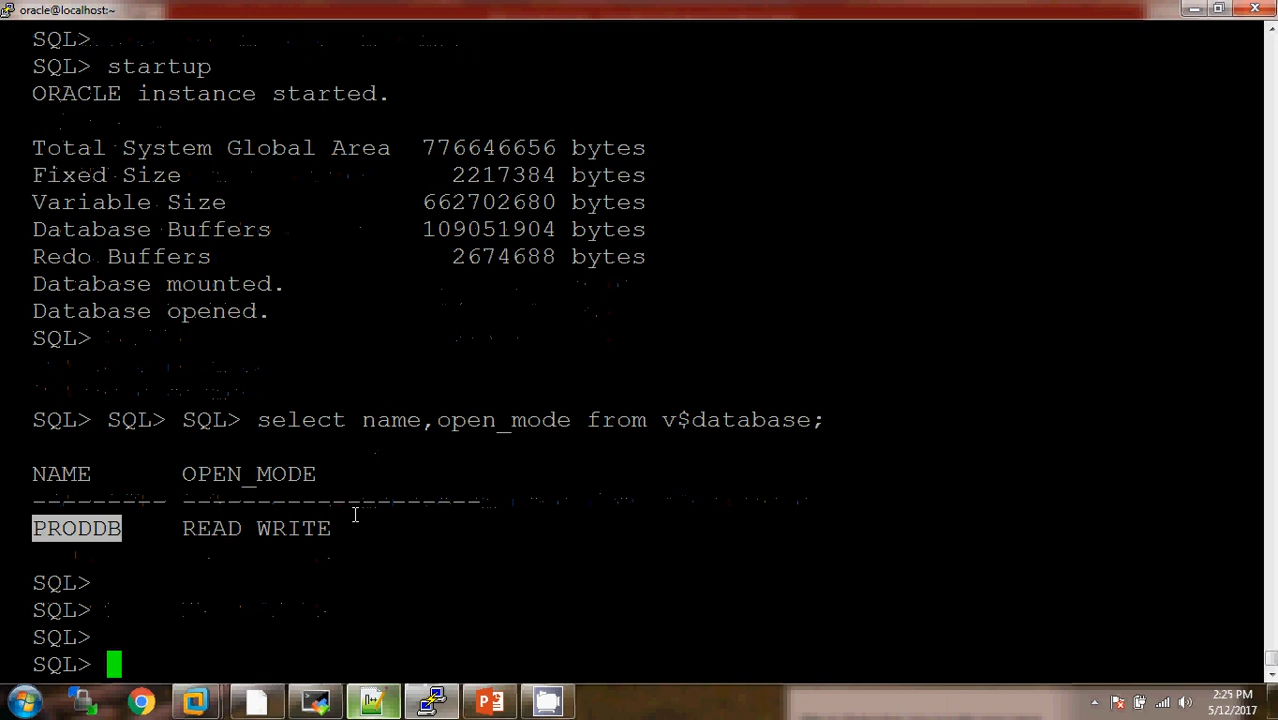 oracle@localhost:~
SQL>
SQL> startup
ORACLE instance started.
Total System Global Area  776646656 bytes
Fixed Size                  2217384 bytes
Variable Size             662702680 bytes
Database Buffers          109051904 bytes
Redo Buffers                2674688 bytes
Database mounted.
Database opened.
SQL>
SQL> SQL> SQL> select name,open_mode from v$database;
NAME      OPEN_MODE
--------- --------------------
PRODDB    READ WRITE
SQL>
SQL>
SQL>
SQL>
2:25 PM
5/12/2017